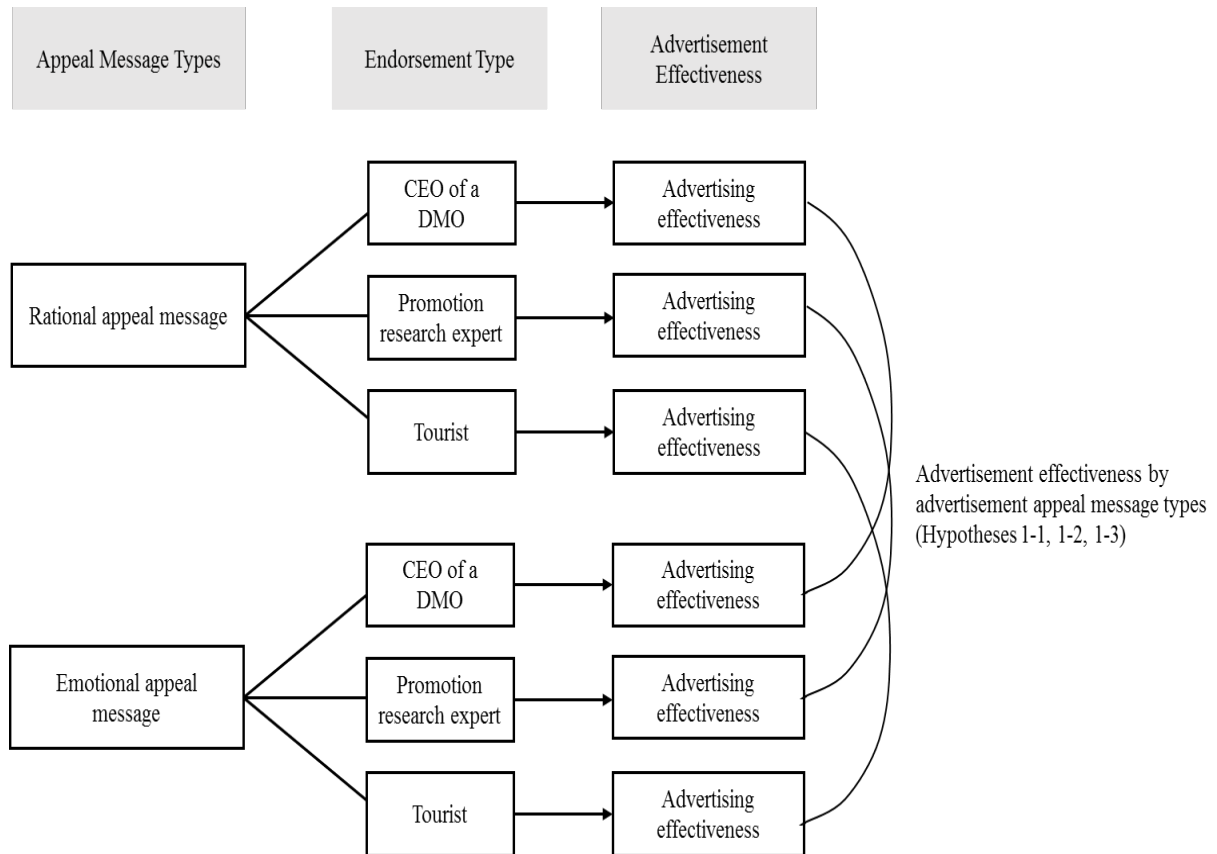 Appeal Message Types
Endorsement Type
Advertisement
Effectiveness
CEO of a
DMO
Advertising
effectiveness
Rational appeal message
Promotion
research expert
Advertising
effectiveness
Tourist
Advertising
effectiveness
Advertisement effectiveness by
advertisement appeal message types
(Hypotheses 1-1, 1-2, 1-3)
CEO of a
DMO
Advertising
effectiveness
Emotional appeal
message
Promotion
research expert
Advertising
effectiveness
Tourist
Advertising
effectiveness